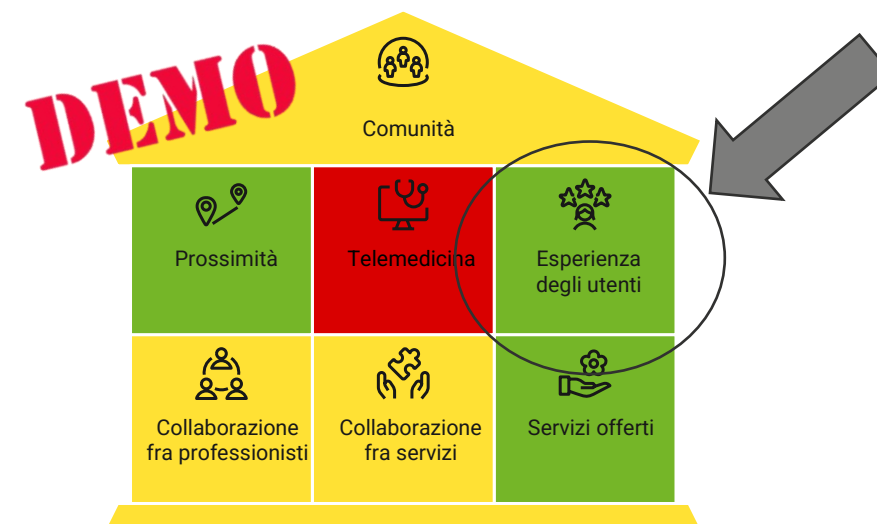 DEMO
Comunità
Prossimità
Telemedicina
Esperienza
degli utenti
Collaborazione
fra professionisti
Collaborazione
fra servizi
Servizi offerti